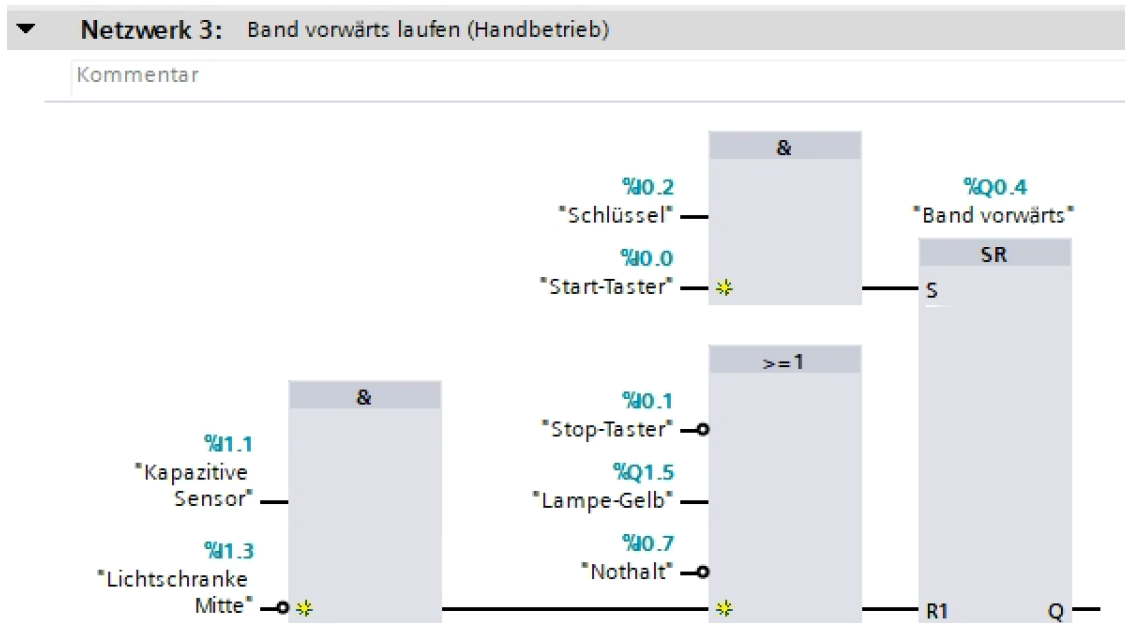 Netzwerk 3: Band vorwärts laufen (Handbetrieb)
Kommentar
&
%I0.2
"Schlüssel"
%I0.0
"Start-Taster"
%Q0.4
"Band vorwärts"
SR
S
>=1
%I0.1
"Stop-Taster"
%Q1.5
"Lampe-Gelb"
%I0.7
"Nothalt"
&
%I1.1
"Kapazitive
Sensor"
%I1.3
"Lichtschranke
Mitte"
R1 Q